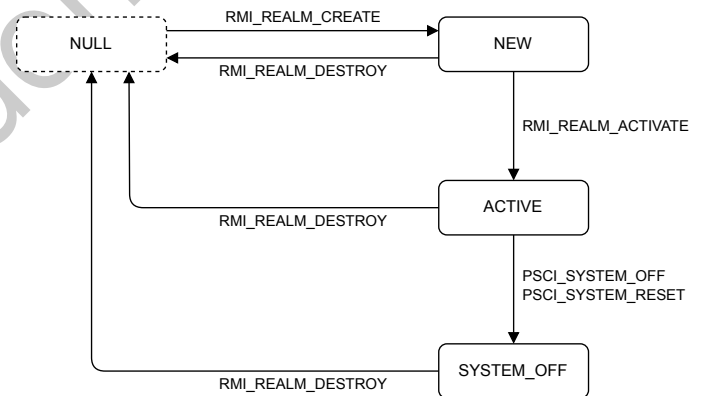 RMI_REALM_CREATE
NULL
NEW
RMI_REALM_DESTROY
RMI_REALM_ACTIVATE
ACTIVE
RMI_REALM_DESTROY
PSCI_SYSTEM_OFF
PSCI_SYSTEM_RESET
SYSTEM_OFF
RMI_REALM_DESTROY